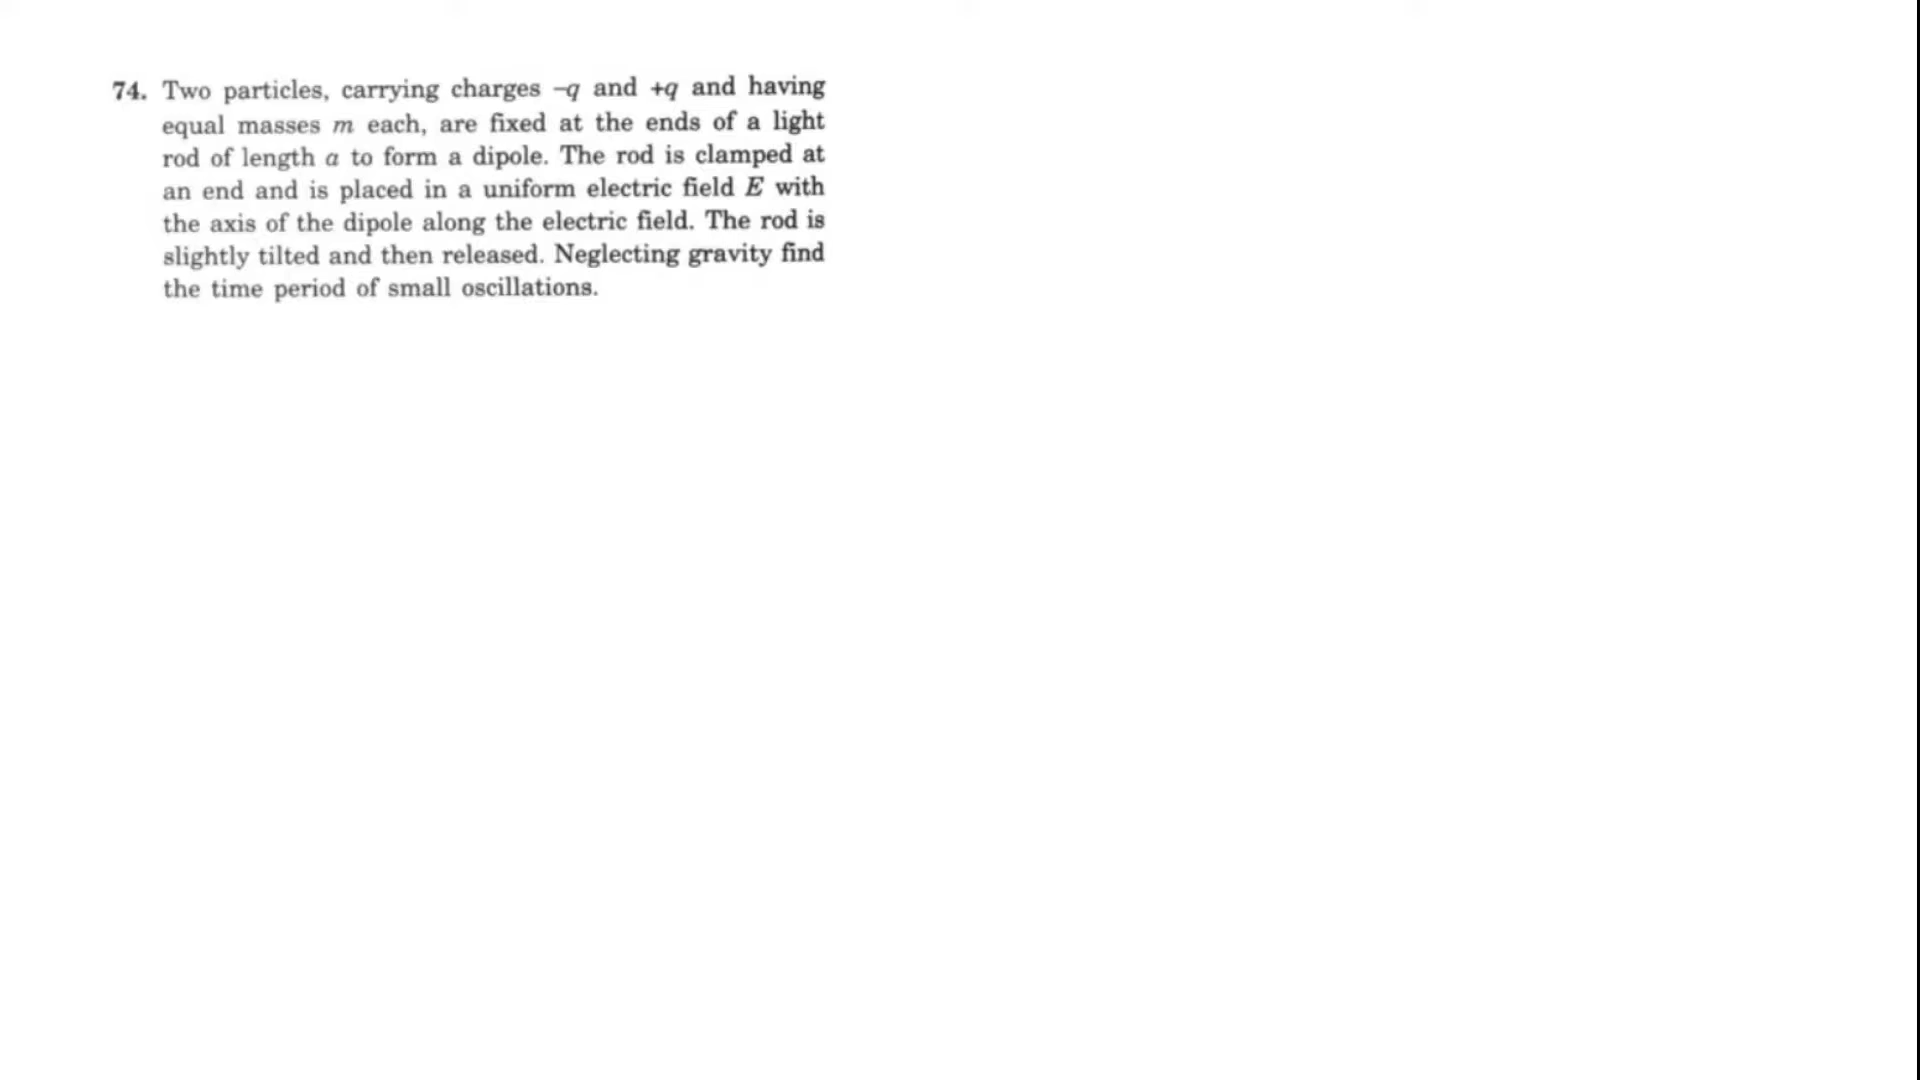 74. Two particles, carrying charges –q and +q and having
equal masses m each, are fixed at the ends of a light
rod of length a to form a dipole. The rod is clamped at
an end and is placed in a uniform electric field E with
the axis of the dipole along the electric field. The rod is
slightly tilted and then released. Neglecting gravity find
the time period of small oscillations.